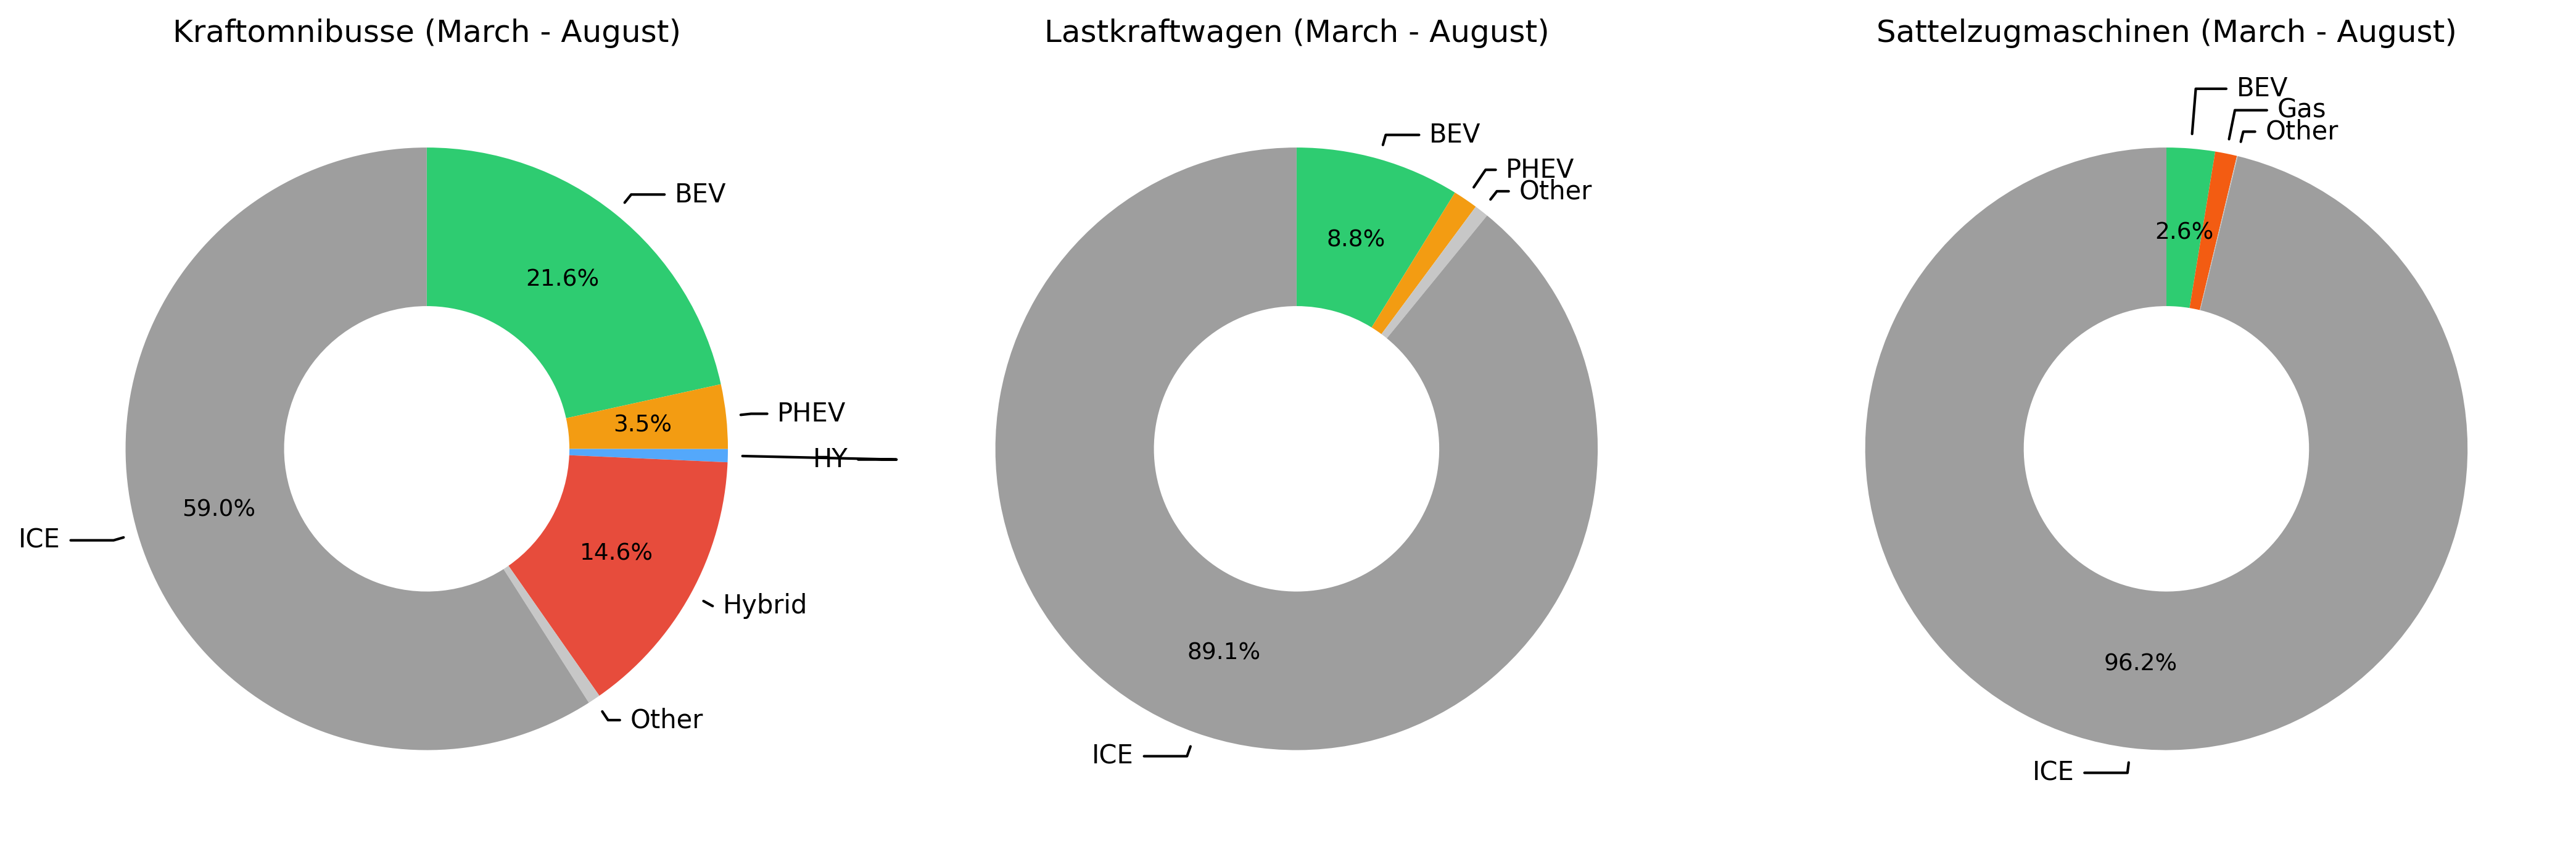 Kraftomnibusse (March - August)
BEV
21.6%
PHEV
3.5%
HY
14.6%
Hybrid
Other
59.0%
ICE
Lastkraftwagen (March - August)
BEV
PHEV
Other
8.8%
89.1%
ICE
Sattelzugmaschinen (March - August)
BEV
Gas
Other
2.6%
96.2%
ICE